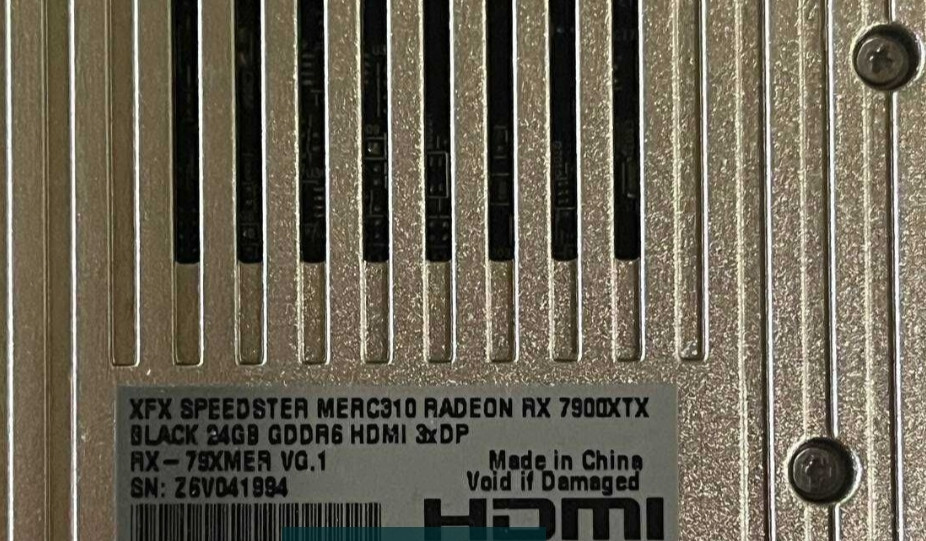 XFX SPEEDSTER MERC310 RADEON RX 7900XTX
BLACK 24GB GDDR6 HDMI 3xDP
RX-79XMER VG.1
Made in China
SN: Z6V041994
Void if Damaged
HDMI